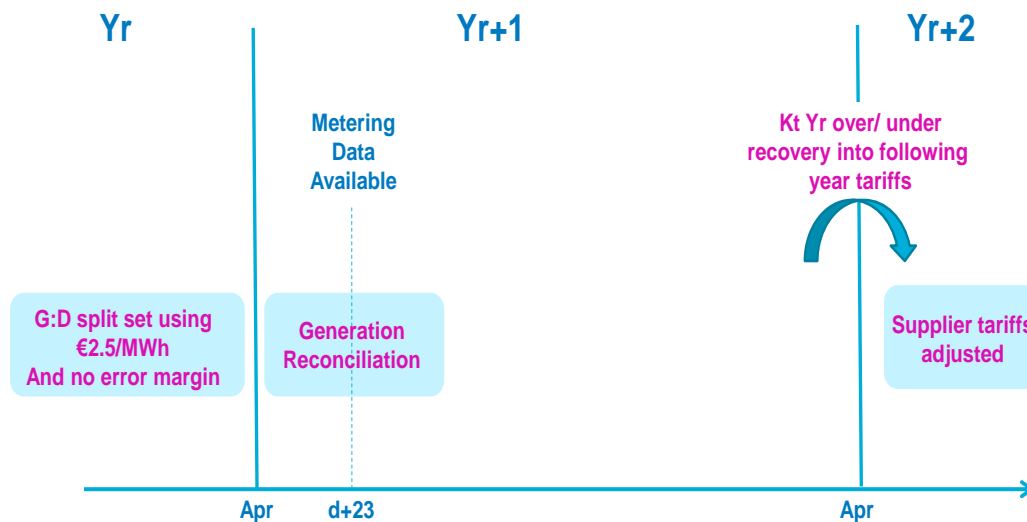 Yr
Yr+1
Yr+2
Metering
Data
Available
Kt Yr over/ under
recovery into following
year tariffs
G:D split set using
€2.5/MWh
And no error margin
Generation
Reconciliation
Supplier tariffs
adjusted
Apr
d+23
Apr